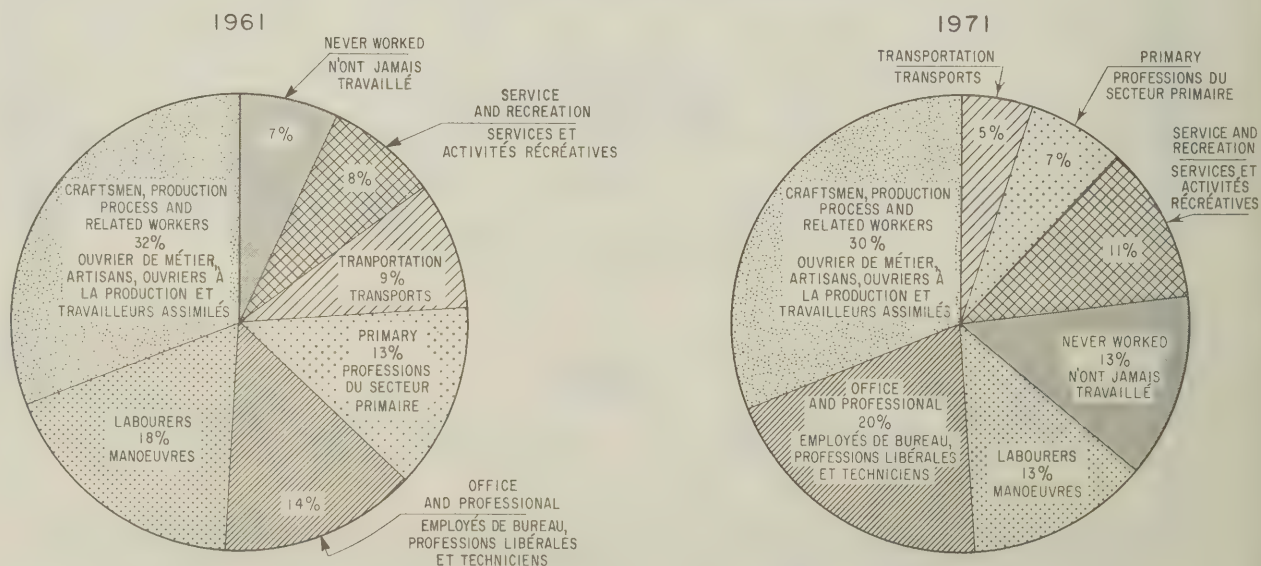 1961
NEVER WORKED
N'ONT JAMAIS
TRAVAILLÉ
7%
SERVICE
AND RECREATION
SERVICES ET
ACTIVITÉS RÉCRÉATIVES
8%
CRAFTSMEN, PRODUCTION
PROCESS AND
RELATED WORKERS
32%
OUVRIER DE MÉTIER,
ARTISANS, OUVRIERS À
LA PRODUCTION ET
TRAVAILLEURS ASSIMILÉS
TRANPORTATION
9%
TRANSPORTS
PRIMARY
13%
PROFESSIONS
DU SECTEUR
PRIMAIRE
LABOURERS
18%
MANOEUVRES
14%
OFFICE
AND PROFESSIONAL
EMPLOYÉS DE BUREAU,
PROFESSIONS LIBÉRALES
ET TECHNICIENS
1971
TRANSPORTATION
TRANSPORTS
5%
PRIMARY
PROFESSIONS DU
SECTEUR PRIMAIRE
7%
SERVICE AND
RECREATION
SERVICES ET
ACTIVITÉS
RÉCRÉATIVES
11%
CRAFTSMEN, PRODUCTION
PROCESS AND
RELATED WORKERS
30%
OUVRIER DE MÉTIER,
ARTISANS, OUVRIERS À
LA PRODUCTION ET
TRAVAILLEURS ASSIMILÉS
NEVER WORKED
13%
N'ONT JAMAIS
TRAVAILLÉ
OFFICE
AND PROFESSIONAL
20%
EMPLOYÉS DE BUREAU,
PROFESSIONS LIBÉRALES
ET TECHNICIENS
LABOURERS
13%
MANOEUVRES